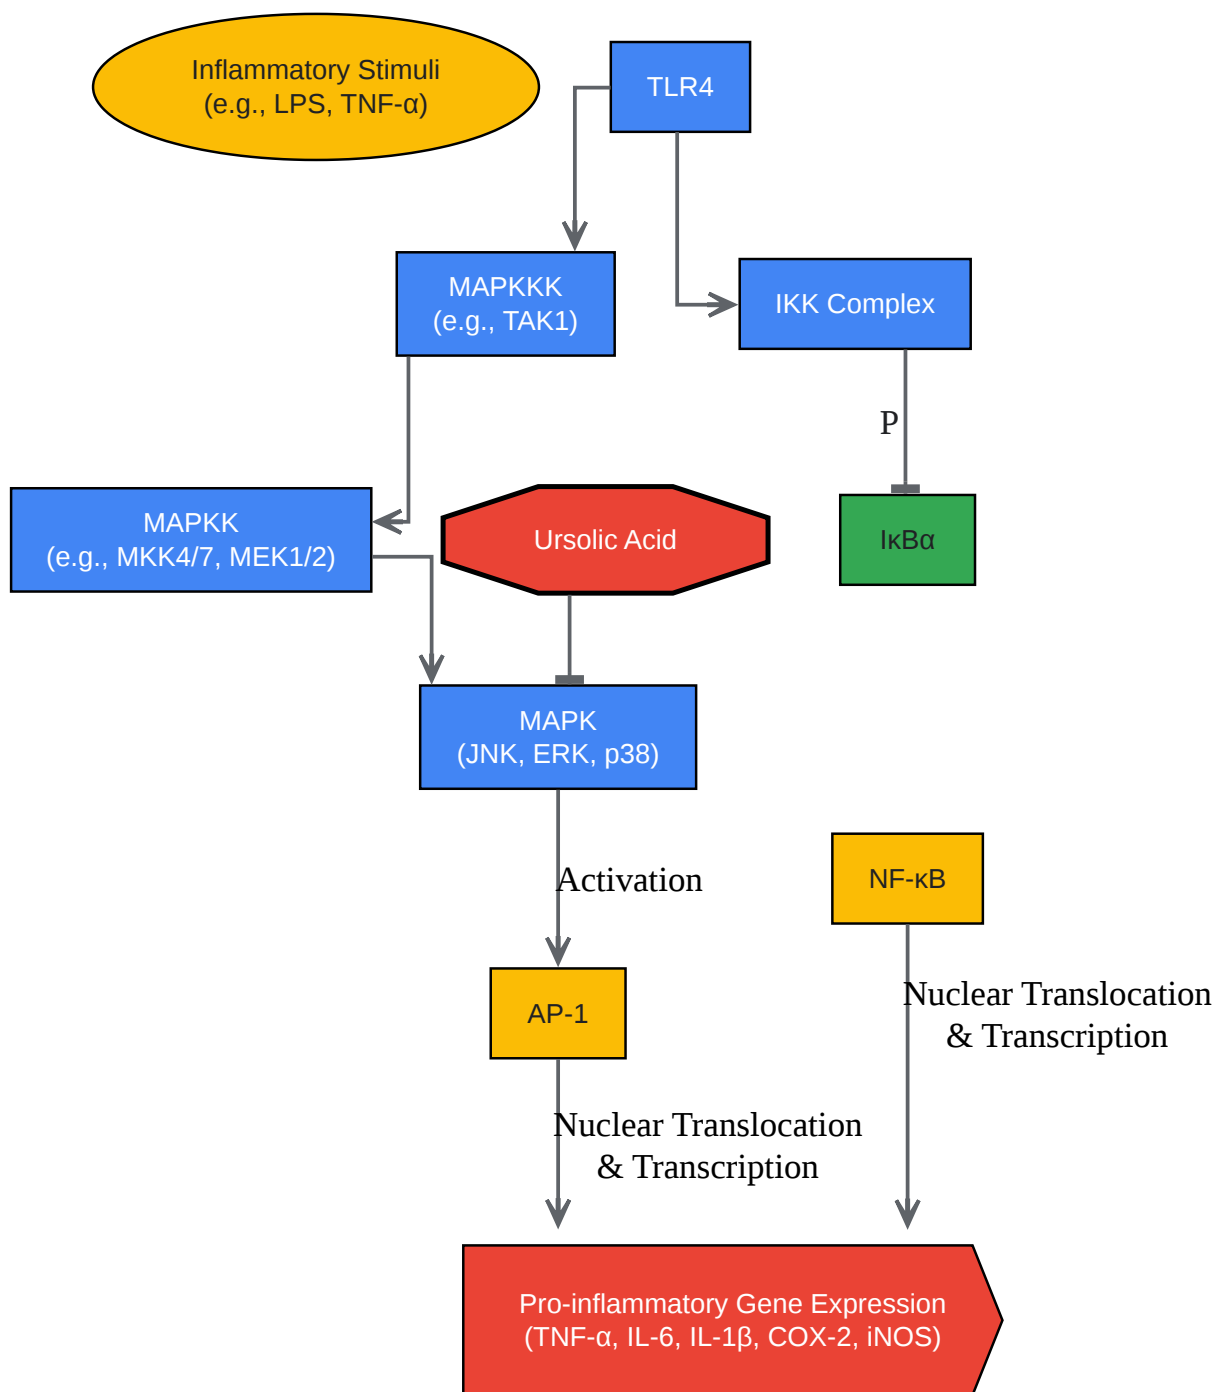 Inflammatory Stimuli
(e.g., LPS, TNF-α)
TLR4
MAPKKK
(e.g., TAK1)
IKK Complex
P
MAPKK
(e.g., MKK4/7, MEK1/2)
Ursolic Acid
IκBα
MAPK
(JNK, ERK, p38)
Activation
NF-κB
AP-1
Nuclear Translocation
& Transcription
Nuclear Translocation
& Transcription
Pro-inflammatory Gene Expression
(TNF-α, IL-6, IL-1β, COX-2, iNOS)